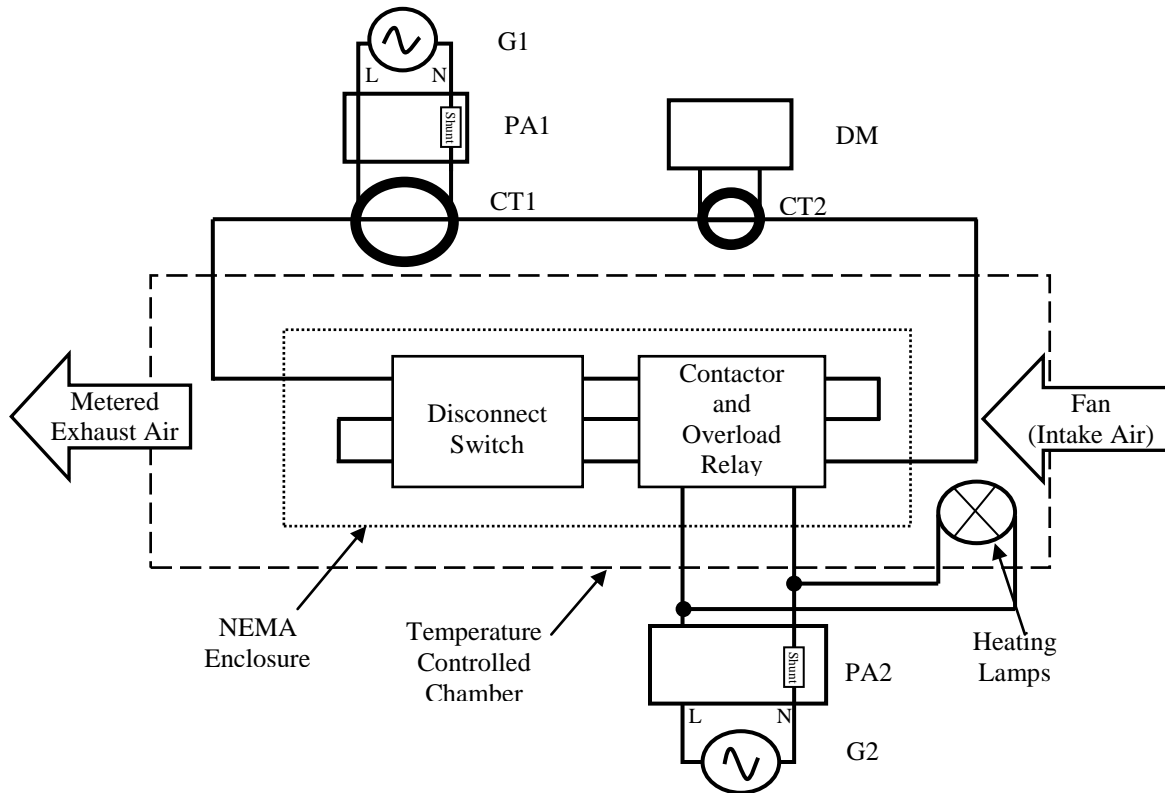 G1
L
N
Shunt
PA1
DM
CT1
CT2
Metered
Exhaust Air
Disconnect
Switch
Contactor
and
Overload
Relay
Fan
(Intake Air)
NEMA
Enclosure
Temperature
Controlled
Chamber
Shunt
PA2
Heating
Lamps
L
N
G2